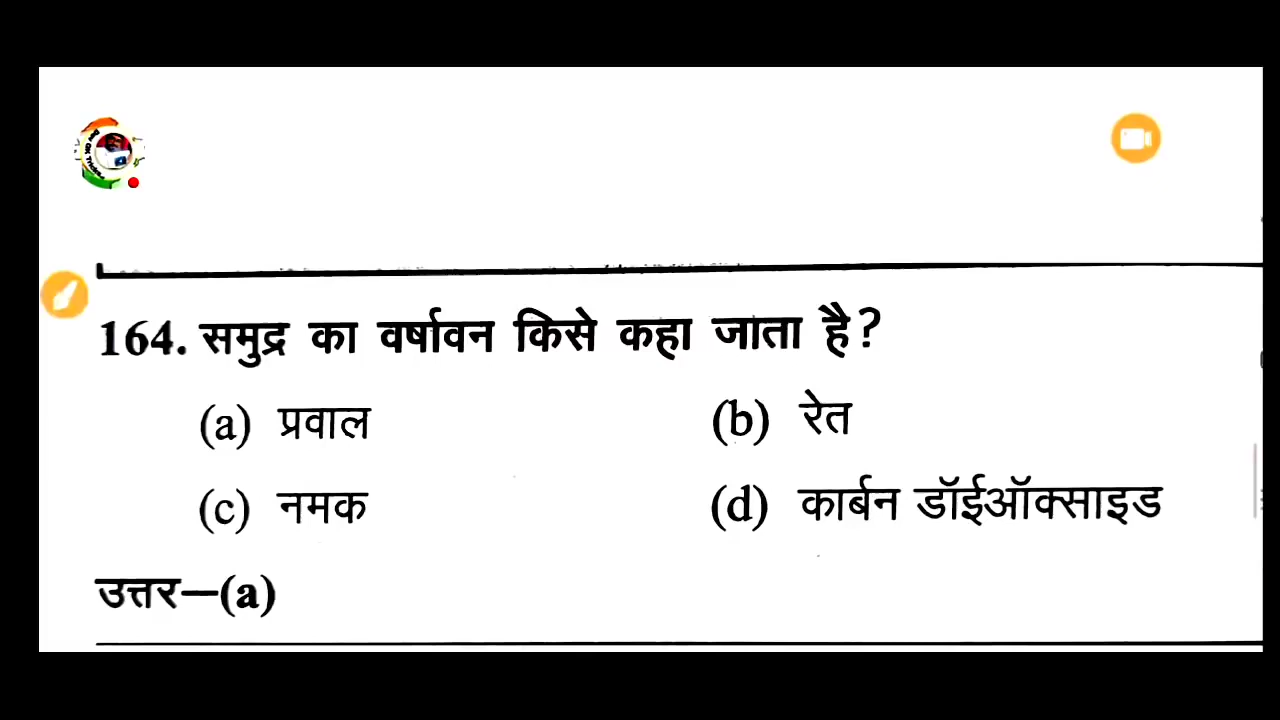 164. समुद्र का वर्षावन किसे कहा जाता है?
(a) प्रवाल (b) रेत
(c) नमक (d) कार्बन डॉईऑक्साइड
उत्तर–(a)